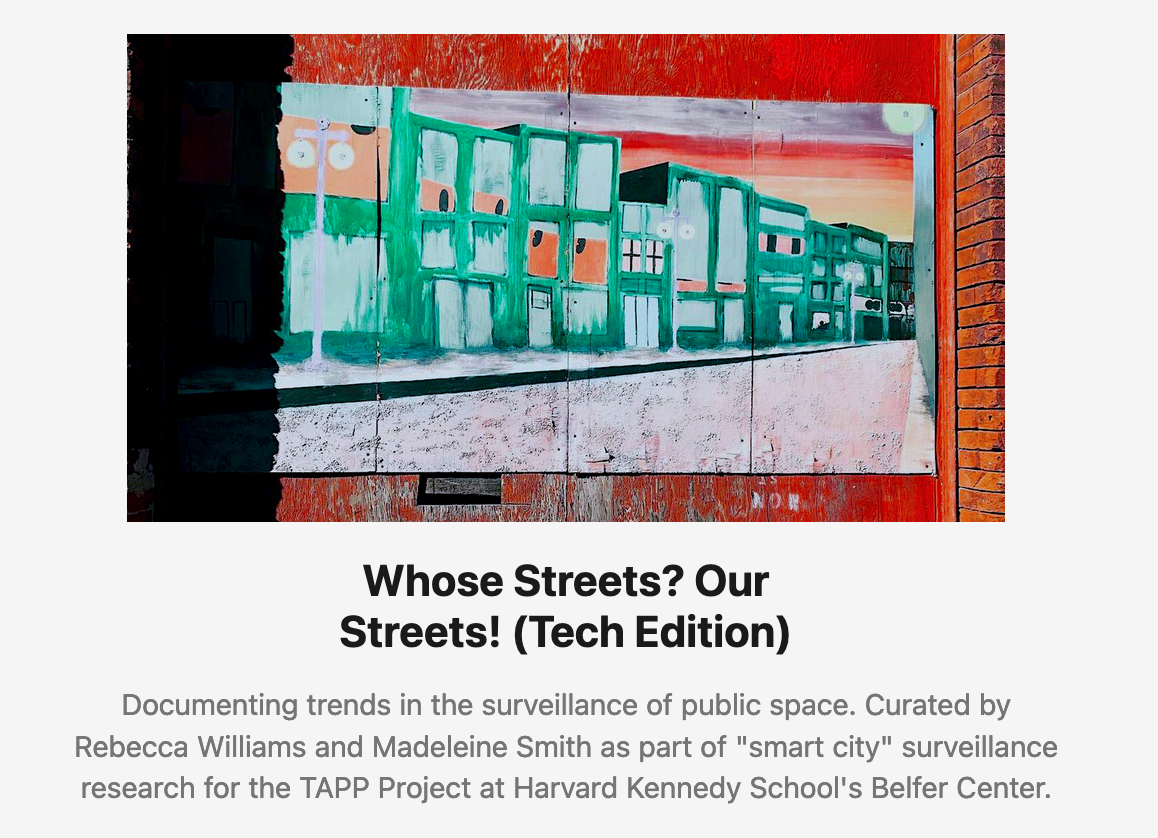 IS
NOW
Whose Streets? Our
Streets! (Tech Edition)
Documenting trends in the surveillance of public space. Curated by
Rebecca Williams and Madeleine Smith as part of "smart city" surveillance
research for the TAPP Project at Harvard Kennedy School's Belfer Center.